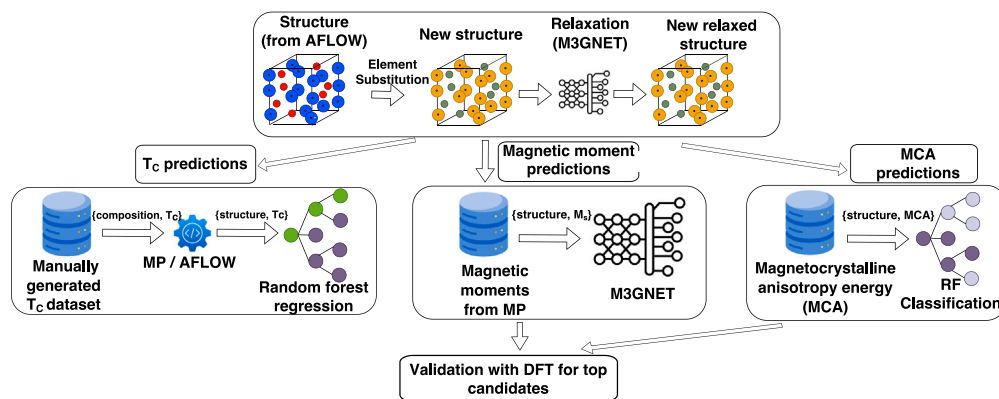 Structure
(from AFLOW)
Element
Substitution
New structure
Relaxation
(M3GNET)
New relaxed
structure
T_C predictions
Magnetic moment
predictions
MCA
predictions
{composition, T_C}
{structure, Tc}
MP / AFLOW
Manually
generated
T_C dataset
Random forest
regression
{structure, M_s}
Magnetic
moments
from MP
M3GNET
{structure, MCA}
Magnetocrystalline
anisotropy energy
(MCA)
RF
Classification
Validation with DFT for top
candidates